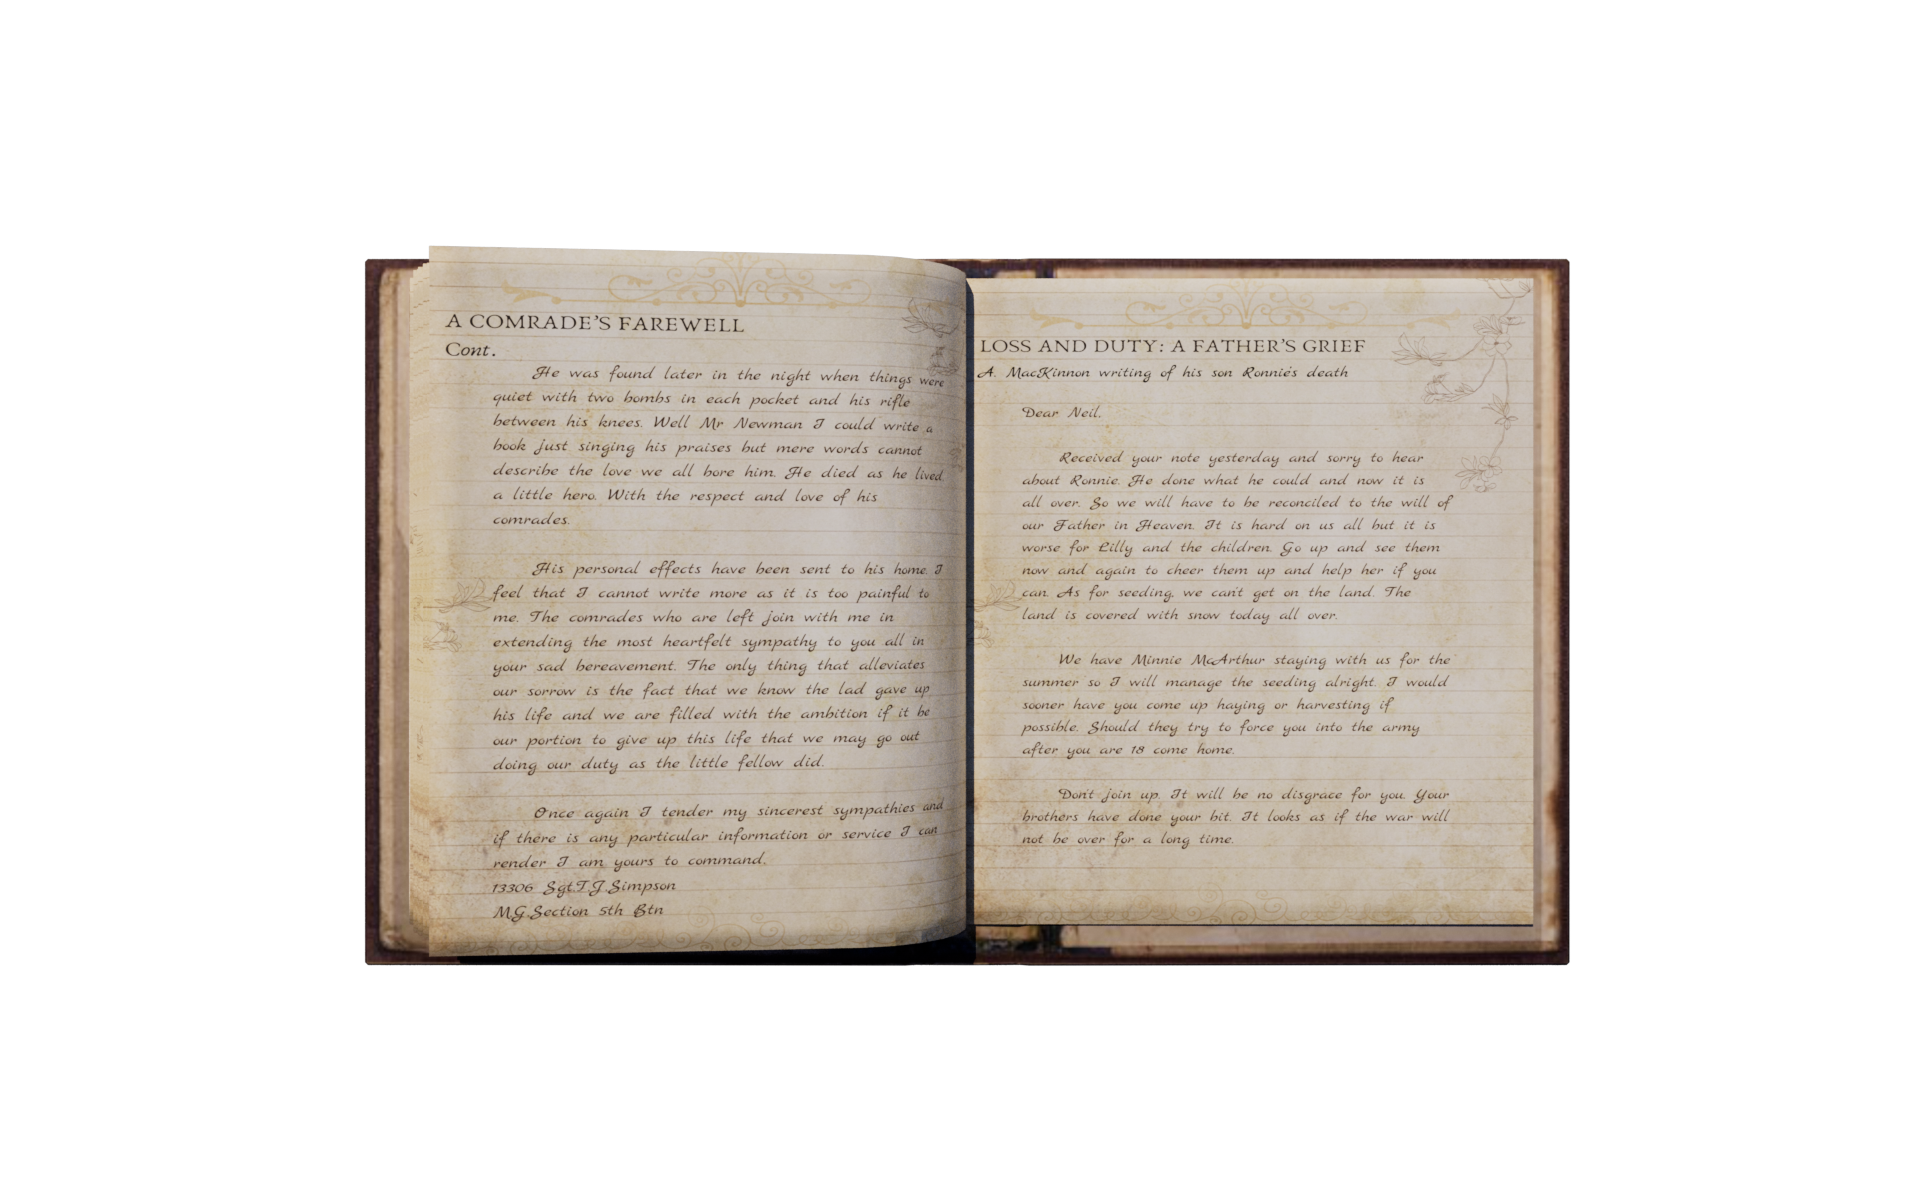 A COMRADE'S FAREWELL
Cont.
He was found later in the night when things were
quiet with two bombs in each pocket and his rifle
between his knees. Well Mr Newman I could write a
book just singing his praises but mere words cannot
describe the love we all bore him. He died as he lived
a little hero. With the respect and love of his
comrades.
His personal effects have been sent to his home. I
feel that I cannot write more as it is too painful to
me. The comrades who are left join with me in
extending the most heartfelt sympathy to you all in
your sad bereavement. The only thing that alleviates
our sorrow is the fact that we know the lad gave up
his life and we are filled with the ambition if it be
our portion to give up this life that we may go out
doing our duty as the little fellow did.
Once again I tender my sincerest sympathies and
if there is any particular information or service I can
render I am yours to command.
13306 Sgt.T.J.Simpson
M.G.Section 5th Btn
LOSS AND DUTY: A FATHER'S GRIEF
A. MacKinnon writing of his son Ronnie's death
Dear Neil,
Received your note yesterday and sorry to hear
about Ronnie. He done what he could and now it is
all over. So we will have to be reconciled to the will of
our Father in Heaven. It is hard on us all but it is
worse for Lilly and the children. Go up and see them
now and again to cheer them up and help her if you
can. As for seeding, we can't get on the land. The
land is covered with snow today all over.
We have Minnie McArthur staying with us for the
summer so I will manage the seeding alright. I would
sooner have you come up haying or harvesting if
possible. Should they try to force you into the army
after you are 18 come home.
Don't join up. It will be no disgrace for you. Your
brothers have done your bit. It looks as if the war will
not be over for a long time.